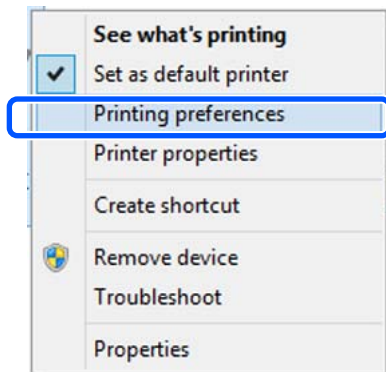 See what's printing
Set as default printer
Printing preferences
Printer properties
Create shortcut
Remove device
Troubleshoot
Properties